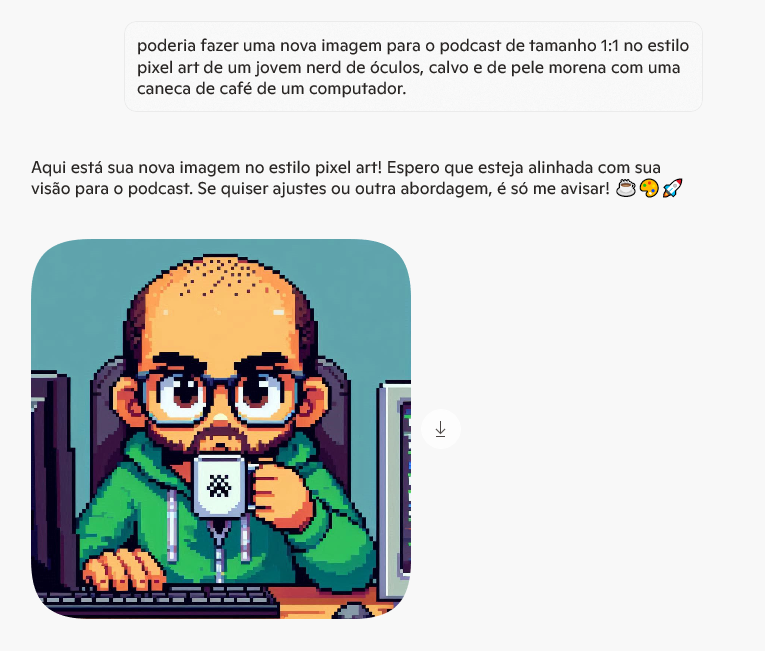 poderia fazer uma nova imagem para o podcast de tamanho 1:1 no estilo
pixel art de um jovem nerd de óculos, calvo e de pele morena com uma
caneca de café de um computador.
Aqui está sua nova imagem no estilo pixel art! Espero que esteja alinhada com sua
visão para o podcast. Se quiser ajustes ou outra abordagem, é só me avisar! ☕🎨🚀